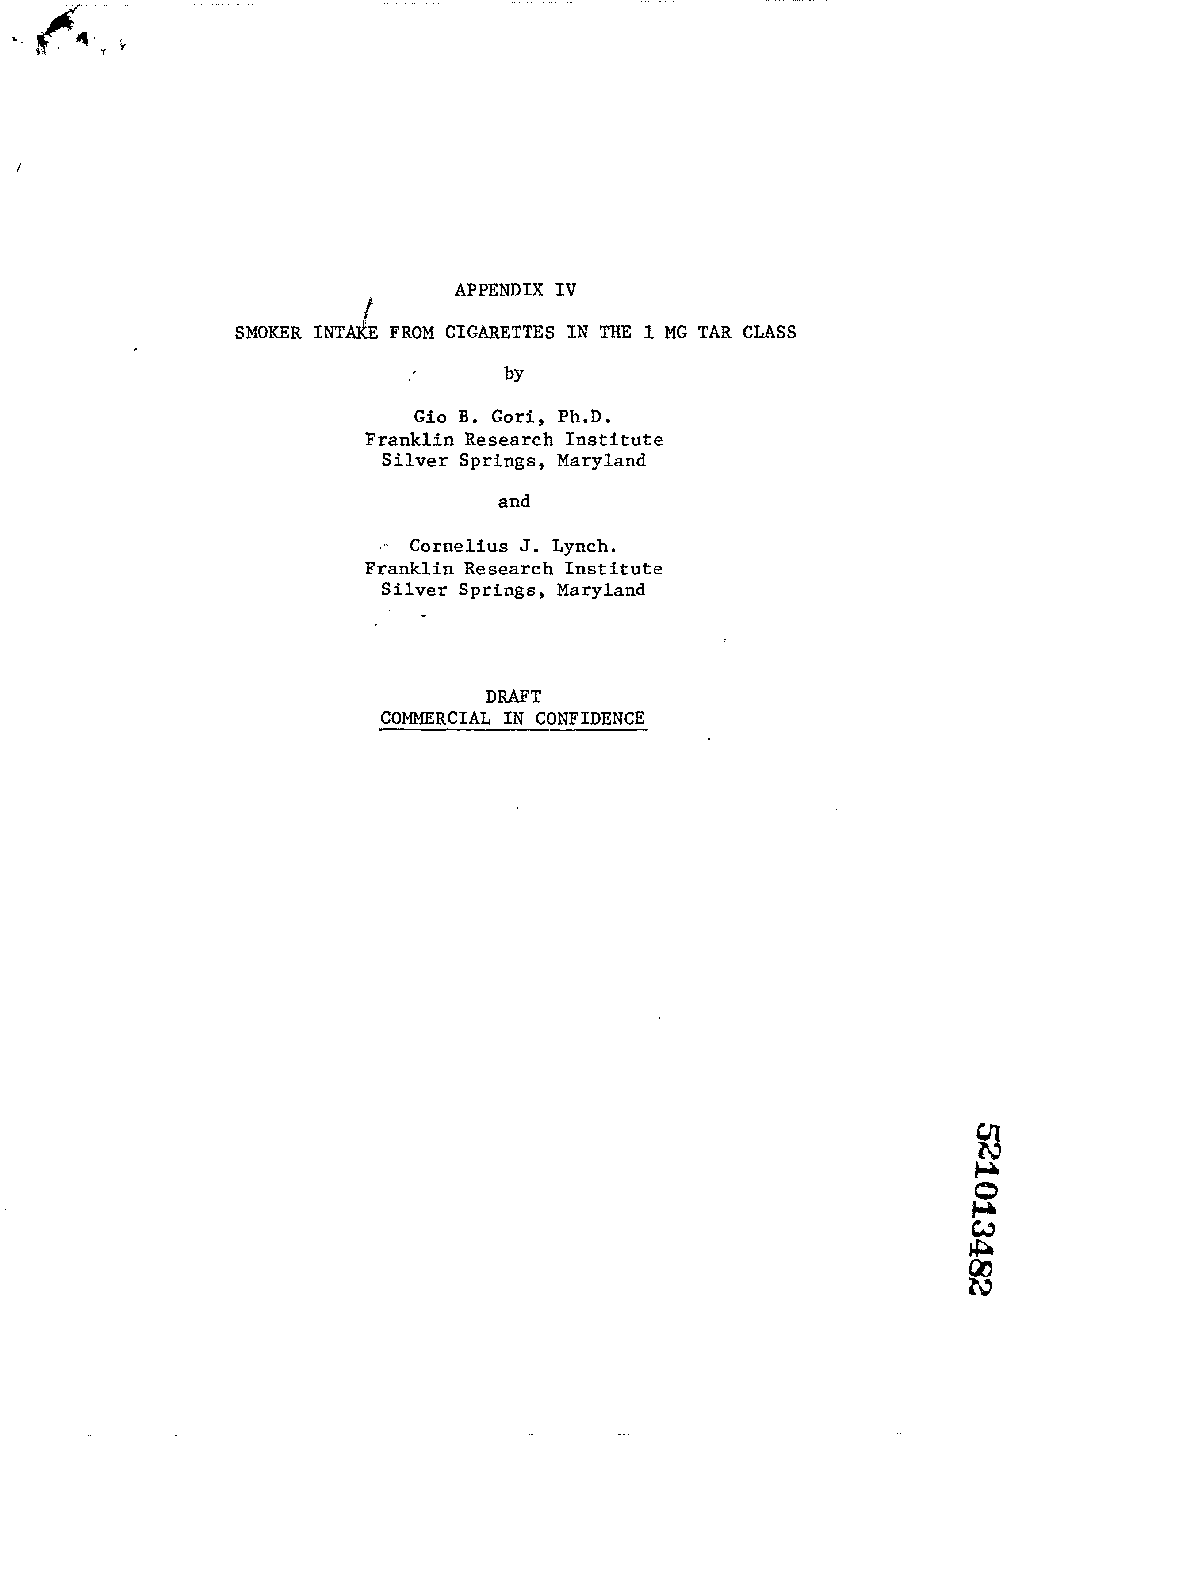 APPENDIX IV
SMOKER INTAKE FROM CIGARETTES IN THE 1 MG TAR CLASS
by
Gio B. Gori, Ph.D.
Franklin Research Institute
Silver Springs, Maryland
and
Cornelius J. Lynch.
Franklin Research Institute
Silver Springs, Maryland
DRAFT
COMMERCIAL IN CONFIDENCE
521013482